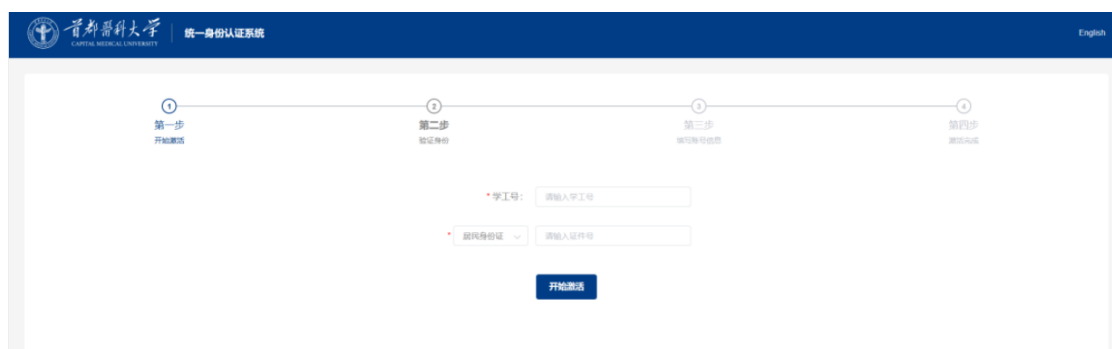 首都医科大学
CAPITAL MEDICAL UNIVERSITY
统一身份认证系统
English
1 2 3 4
第一步 第二步 第三步 第四步
开始激活 验证身份 填写账号信息 激活完成
*学工号: 请输入学工号
* 居民身份证 请输入证件号
开始激活